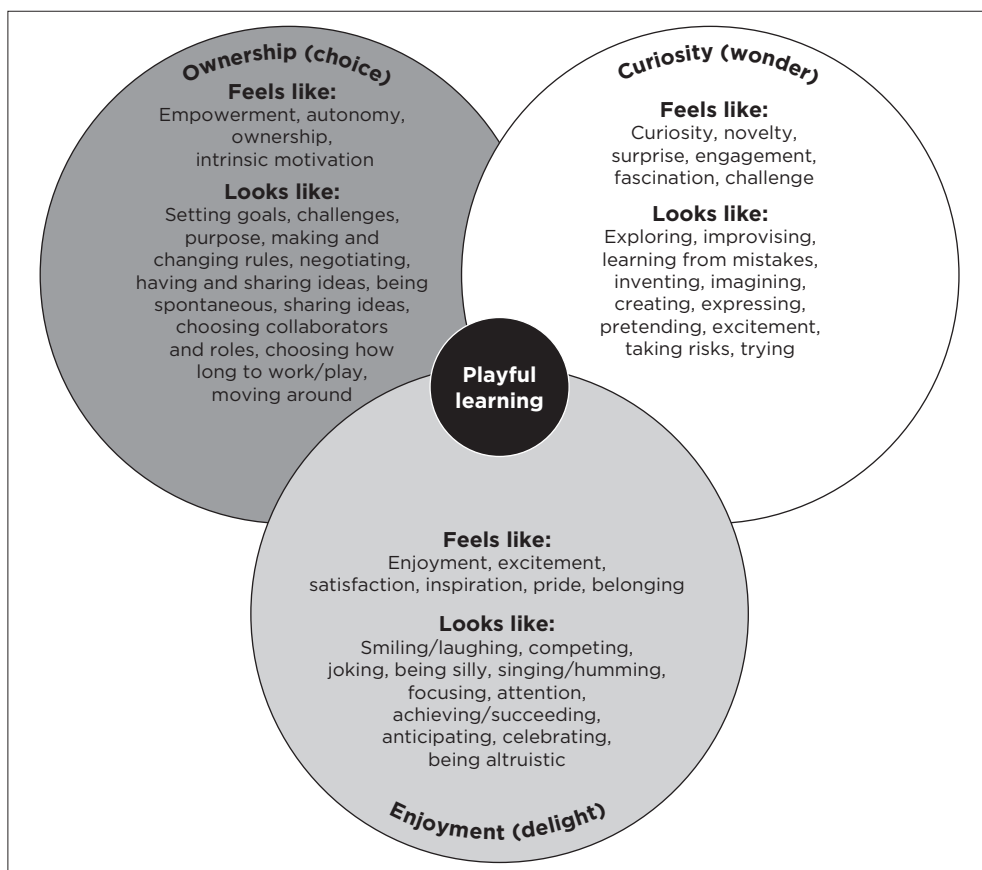 Ownership (choice)
Feels like:
Empowerment, autonomy,
ownership,
intrinsic motivation
Looks like:
Setting goals, challenges,
purpose, making and
changing rules, negotiating,
having and sharing ideas, being
spontaneous, sharing ideas,
choosing collaborators
and roles, choosing how
long to work/play,
moving around
Curiosity (wonder)
Feels like:
Curiosity, novelty,
surprise, engagement,
fascination, challenge
Looks like:
Exploring, improvising,
learning from mistakes,
inventing, imagining,
creating, expressing,
pretending, excitement,
taking risks, trying
Playful
learning
Feels like:
Enjoyment, excitement,
satisfaction, inspiration, pride, belonging
Looks like:
Smiling/laughing, competing,
joking, being silly, singing/humming,
focusing, attention,
achieving/succeeding,
anticipating, celebrating,
being altruistic
Enjoyment (delight)